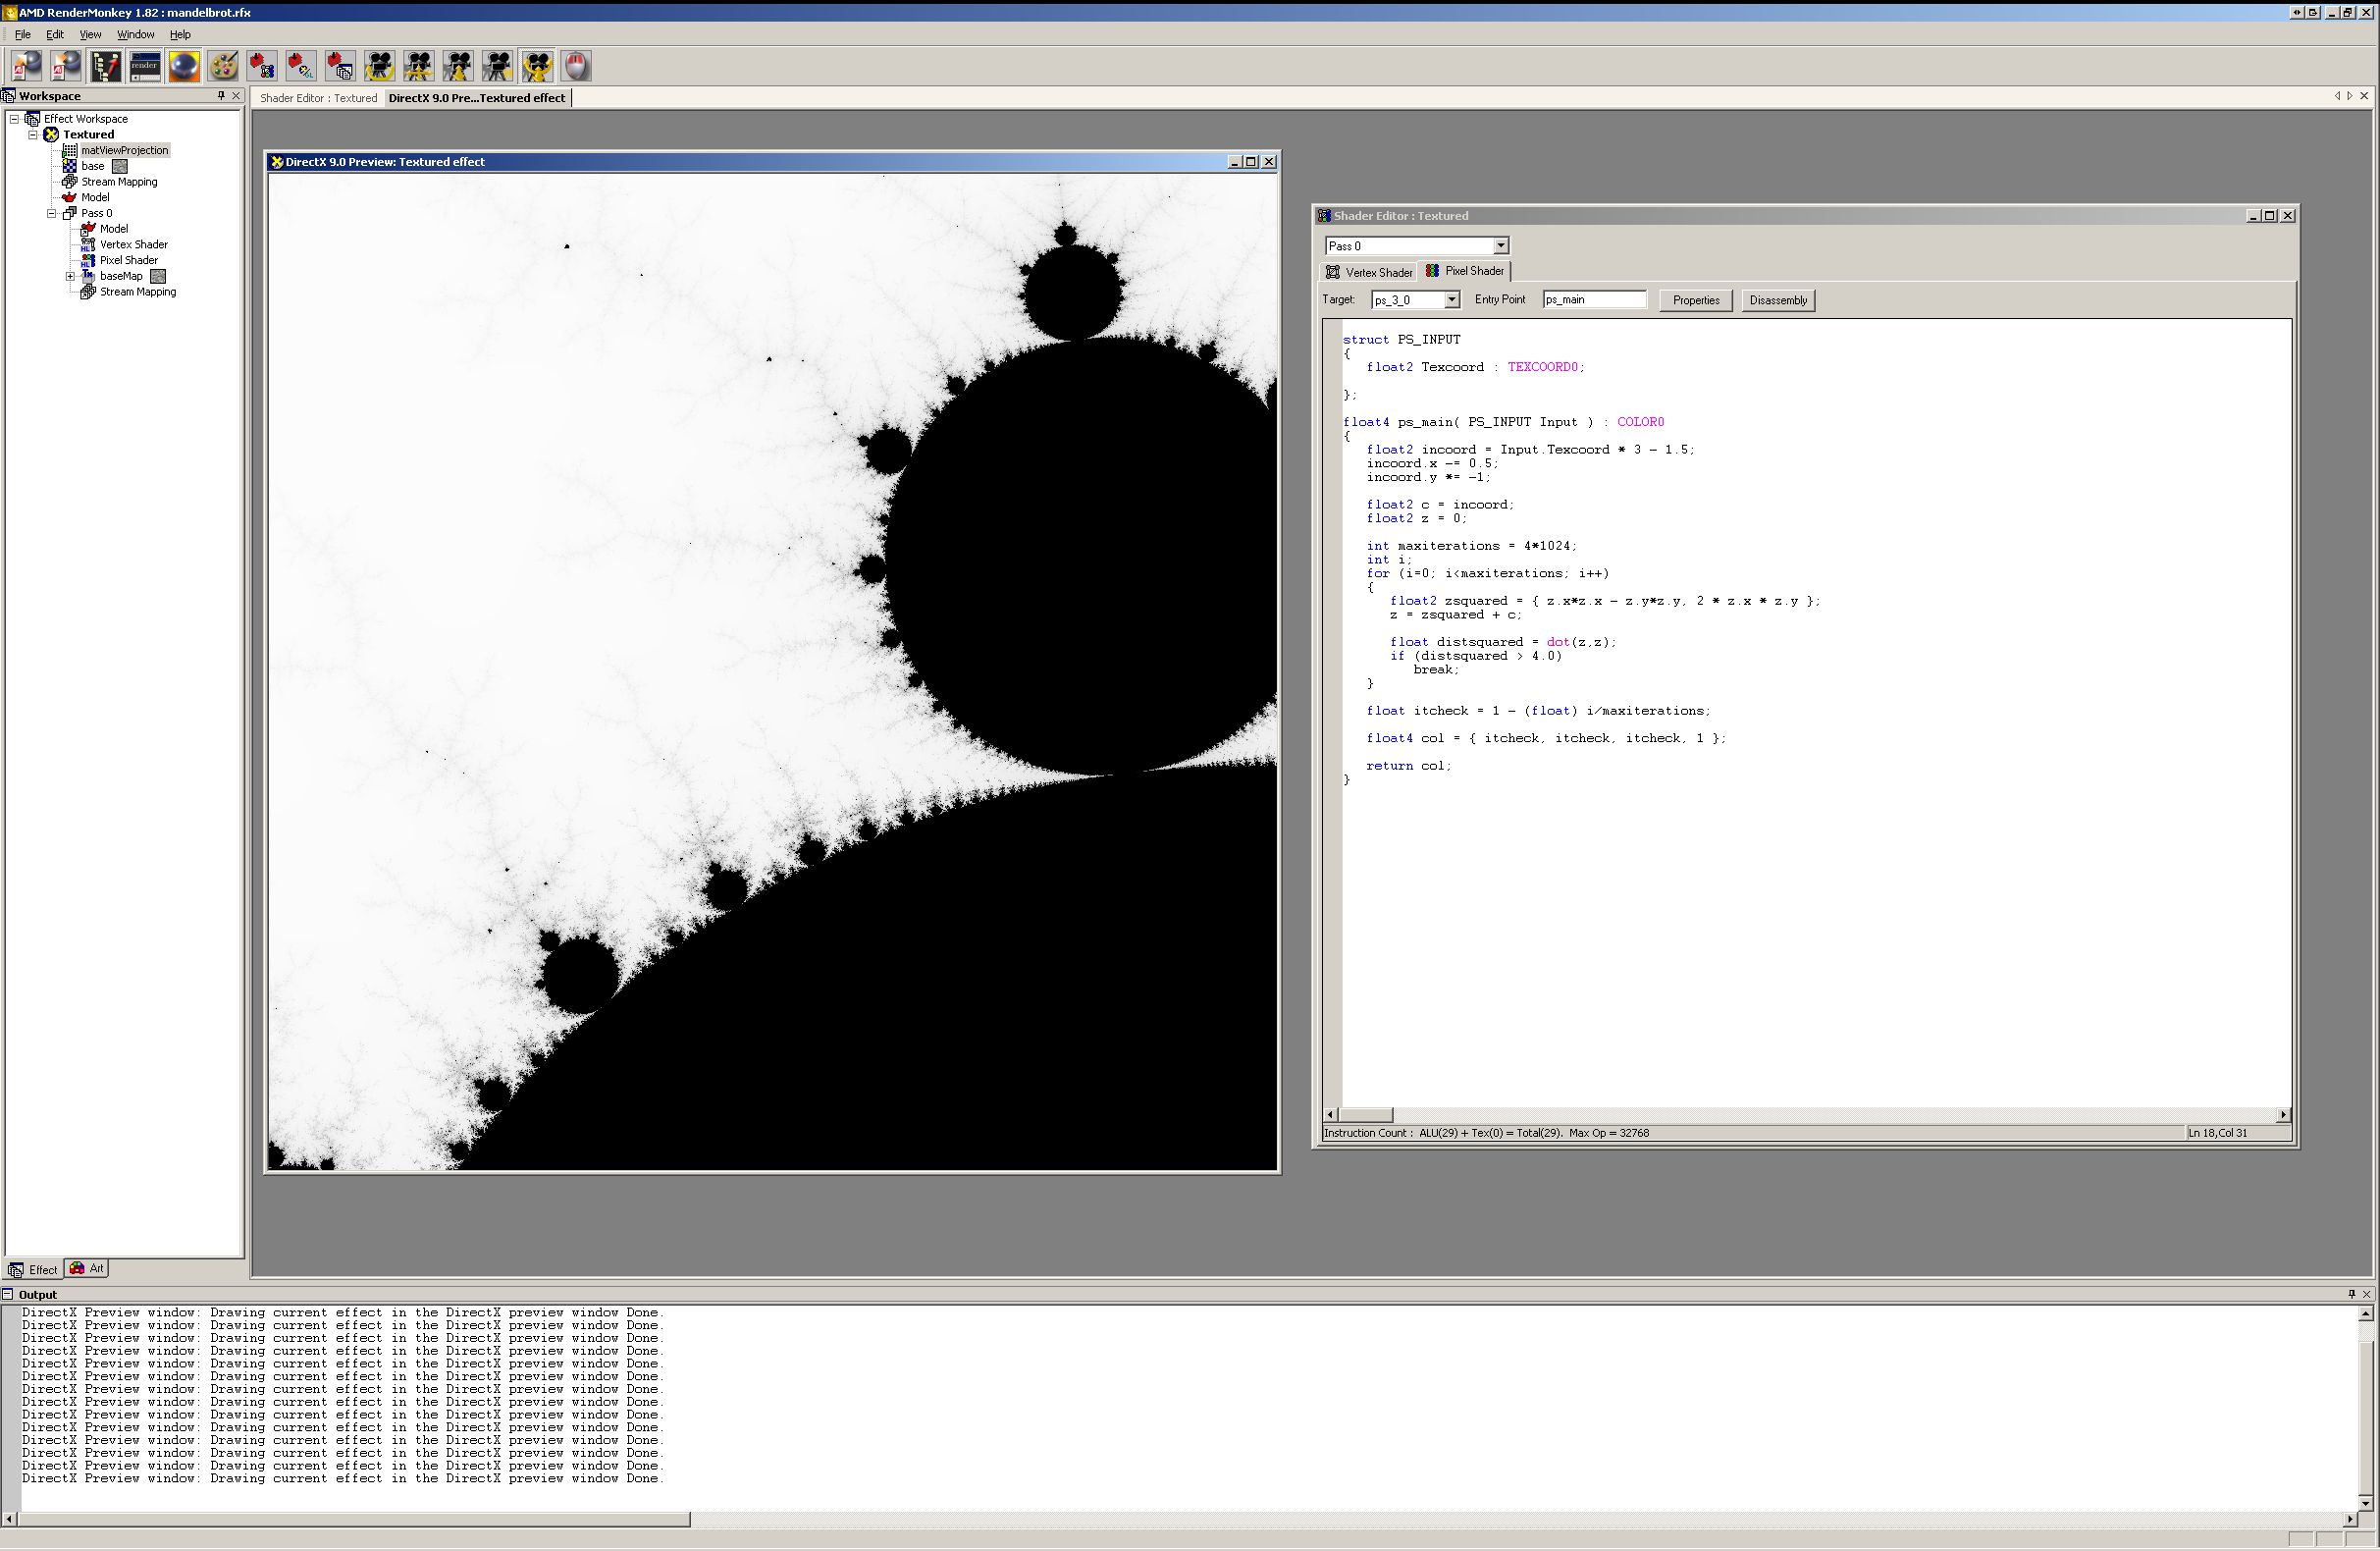 AMD RenderMonkey 1.82 : mandelbrot.rfx
File Edit View Window Help
Workspace
Effect Workspace
Textured
matViewProjection
base
Stream Mapping
Model
Pass 0
Model
Vertex Shader
Pixel Shader
baseMap
Stream Mapping
Effect Art
Shader Editor : Textured DirectX 9.0 Pre...Textured effect
DirectX 9.0 Preview: Textured effect
Shader Editor : Textured
Pass 0
Vertex Shader Pixel Shader
Target: ps_3_0 Entry Point ps_main Properties Disassembly
struct PS_INPUT
{
float2 Texcoord : TEXCOORD0;
};
float4 ps_main( PS_INPUT Input ) : COLOR0
{
float2 incoord = Input.Texcoord * 3 - 1.5;
incoord.x -= 0.5;
incoord.y *= -1;
float2 c = incoord;
float2 z = 0;
int maxiterations = 4*1024;
int i;
for (i=0; i<maxiterations; i++)
{
float2 zsquared = { z.x*z.x - z.y*z.y, 2 * z.x * z.y };
z = zsquared + c;
float distsquared = dot(z,z);
if (distsquared > 4.0)
break;
}
float itcheck = 1 - (float) i/maxiterations;
float4 col = { itcheck, itcheck, itcheck, 1 };
return col;
}
Instruction Count : ALU(29) + Tex(0) = Total(29). Max Op = 32768 Ln 18,Col 31
Output
DirectX Preview window: Drawing current effect in the DirectX preview window Done.
DirectX Preview window: Drawing current effect in the DirectX preview window Done.
DirectX Preview window: Drawing current effect in the DirectX preview window Done.
DirectX Preview window: Drawing current effect in the DirectX preview window Done.
DirectX Preview window: Drawing current effect in the DirectX preview window Done.
DirectX Preview window: Drawing current effect in the DirectX preview window Done.
DirectX Preview window: Drawing current effect in the DirectX preview window Done.
DirectX Preview window: Drawing current effect in the DirectX preview window Done.
DirectX Preview window: Drawing current effect in the DirectX preview window Done.
DirectX Preview window: Drawing current effect in the DirectX preview window Done.
DirectX Preview window: Drawing current effect in the DirectX preview window Done.
DirectX Preview window: Drawing current effect in the DirectX preview window Done.
DirectX Preview window: Drawing current effect in the DirectX preview window Done.
DirectX Preview window: Drawing current effect in the DirectX preview window Done.